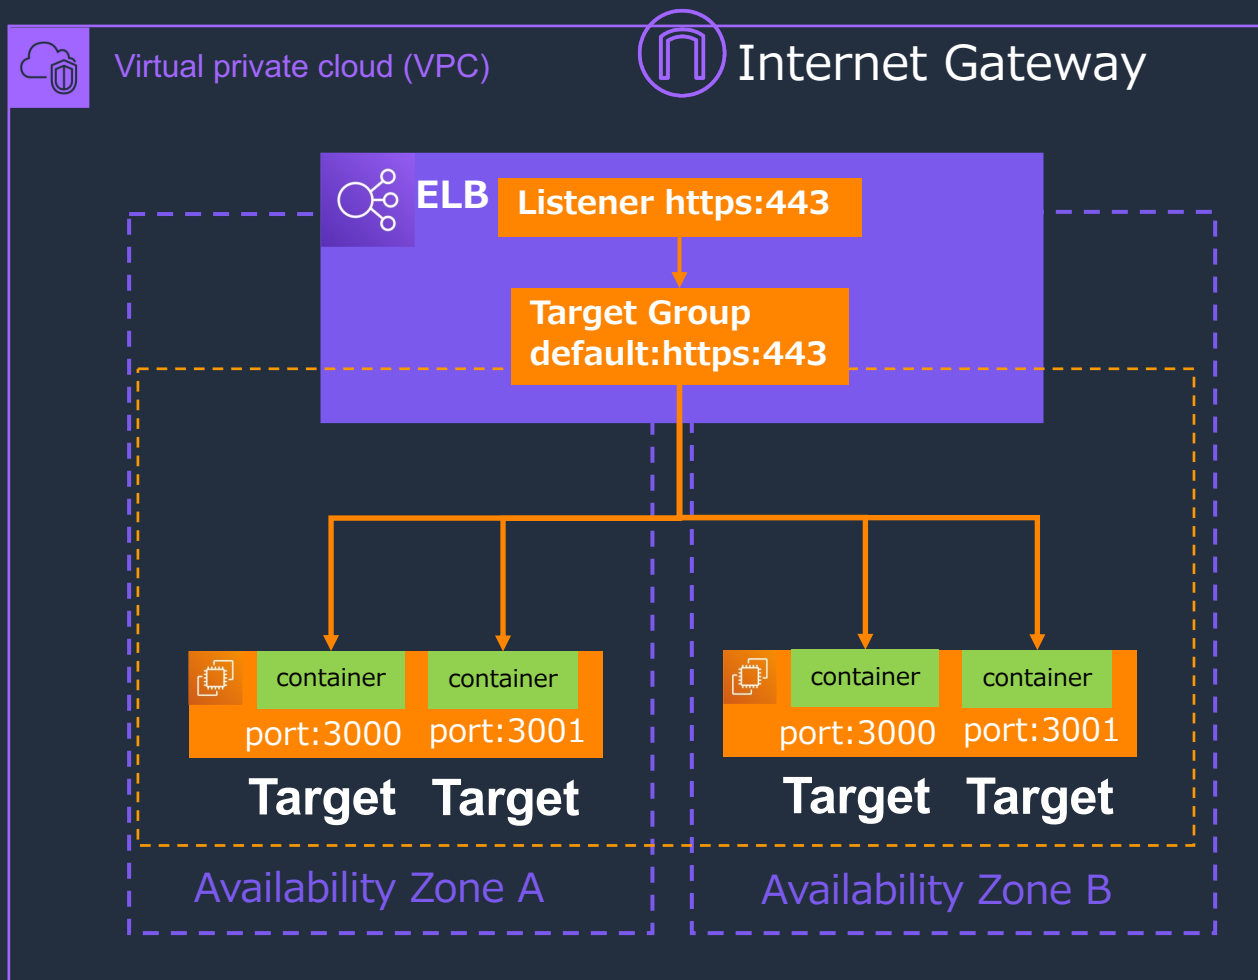 Virtual private cloud (VPC)
Internet Gateway
ELB
Listener https:443
Target Group
default:https:443
container
container
port:3000
port:3001
Target
Target
container
container
port:3000
port:3001
Target
Target
Availability Zone A
Availability Zone B